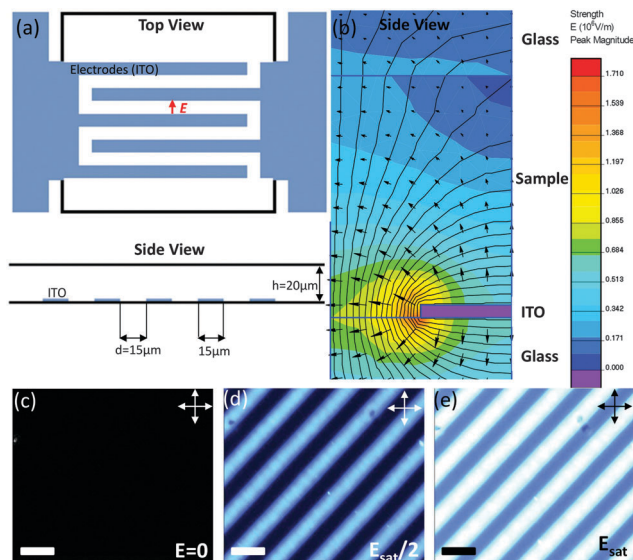 (a)
Top View
Electrodes (ITO)
E
Side View
ITO
h=20μm
d=15μm
15μm
(b)
Side View
Glass
Sample
ITO
Glass
Strength
E (10⁶V/m)
Peak Magnitude
1.710
1.539
1.368
1.197
1.026
0.855
0.684
0.513
0.342
0.171
0.000
(c)
E=0
(d)
Esat/2
(e)
Esat